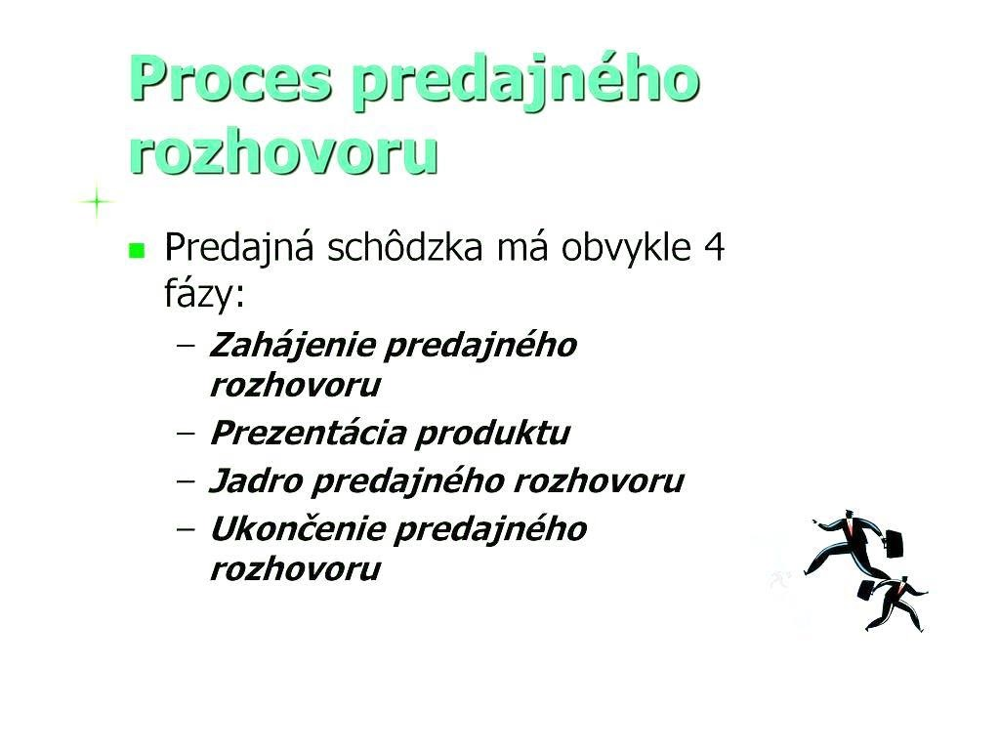 Proces predajného
rozhovoru
Predajná schôdzka má obvykle 4
fázy:
– Zahájenie predajného
rozhovoru
– Prezentácia produktu
– Jadro predajného rozhovoru
– Ukončenie predajného
rozhovoru